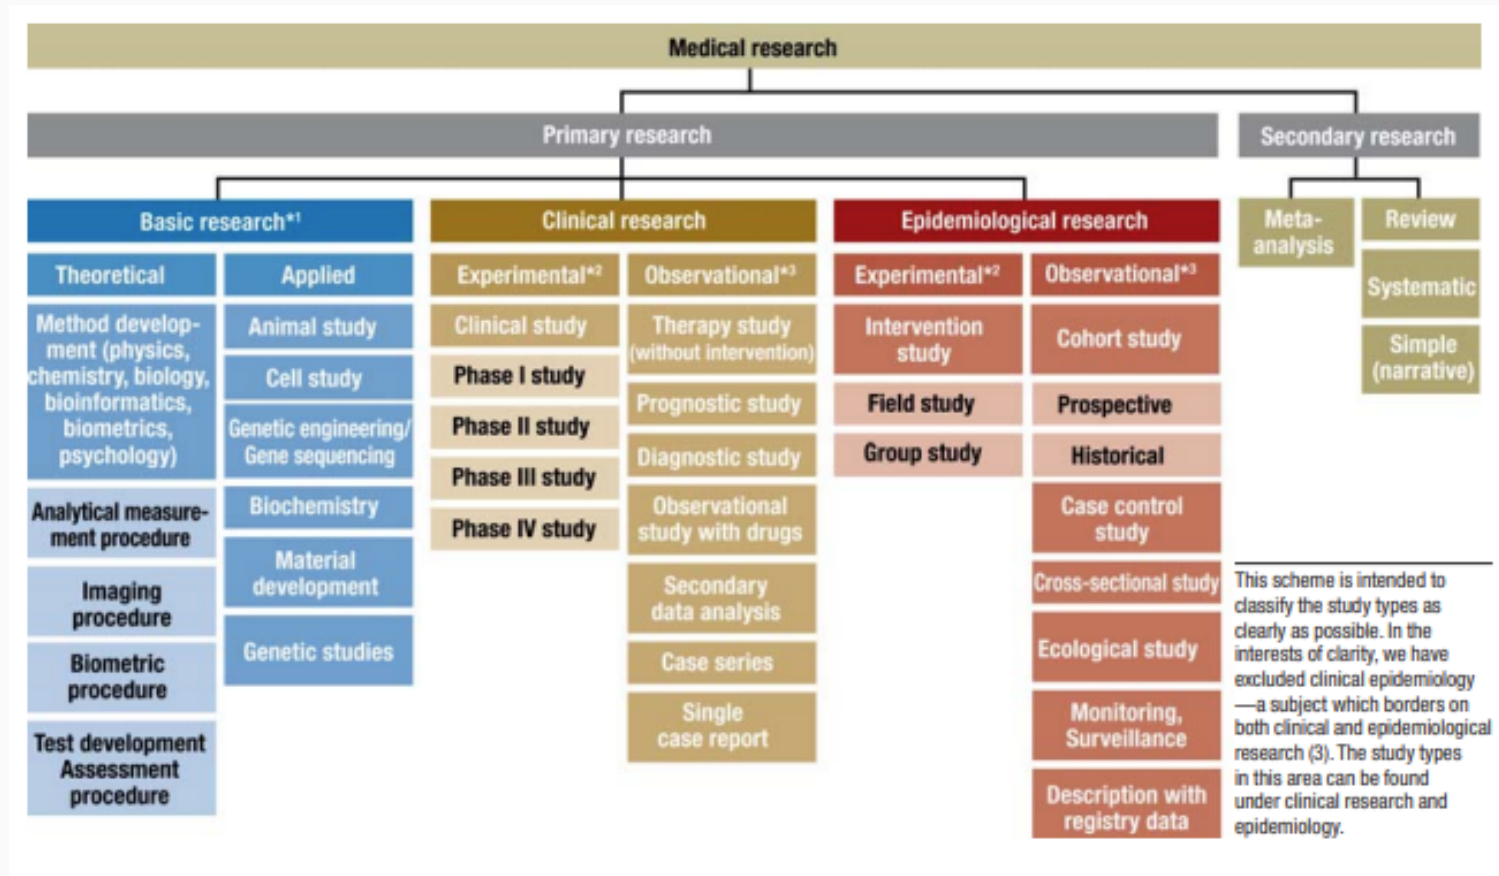 Medical research
Primary research
Secondary research
Basic research*1
Clinical research
Epidemiological research
Meta-
analysis
Review
Systematic
Simple
(narrative)
Theoretical
Method develop-
ment (physics,
chemistry, biology,
bioinformatics,
biometrics,
psychology)
Analytical measure-
ment procedure
Imaging
procedure
Biometric
procedure
Test development
Assessment
procedure
Applied
Animal study
Cell study
Genetic engineering/
Gene sequencing
Biochemistry
Material
development
Genetic studies
Experimental*2
Clinical study
Phase I study
Phase II study
Phase III study
Phase IV study
Observational*3
Therapy study
(without intervention)
Prognostic study
Diagnostic study
Observational
study with drugs
Secondary
data analysis
Case series
Single
case report
Experimental*2
Intervention
study
Field study
Group study
Observational*3
Cohort study
Prospective
Historical
Case control
study
Cross-sectional study
Ecological study
Monitoring,
Surveillance
Description with
registry data
This scheme is intended to
classify the study types as
clearly as possible. In the
interests of clarity, we have
excluded clinical epidemiology
—a subject which borders on
both clinical and epidemiological
research (3). The study types
in this area can be found
under clinical research and
epidemiology.